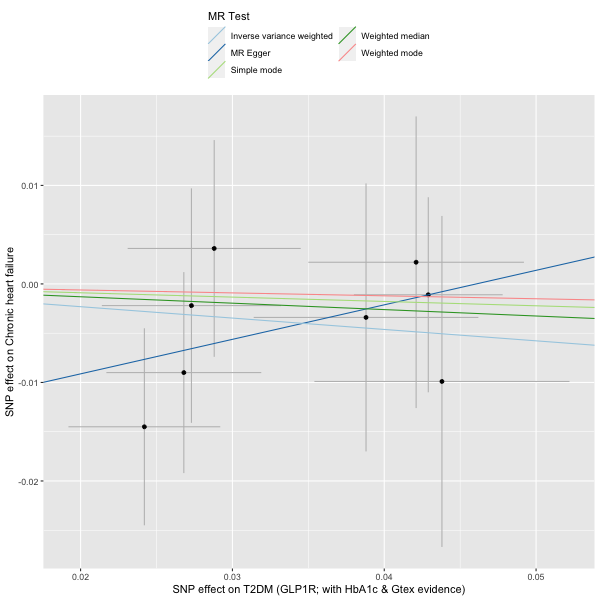 MR Test
Inverse variance weighted
Weighted median
MR Egger
Weighted mode
Simple mode
SNP effect on Chronic heart failure
0.01
0.00
-0.01
-0.02
0.02 0.03 0.04 0.05
SNP effect on T2DM (GLP1R; with HbA1c & Gtex evidence)